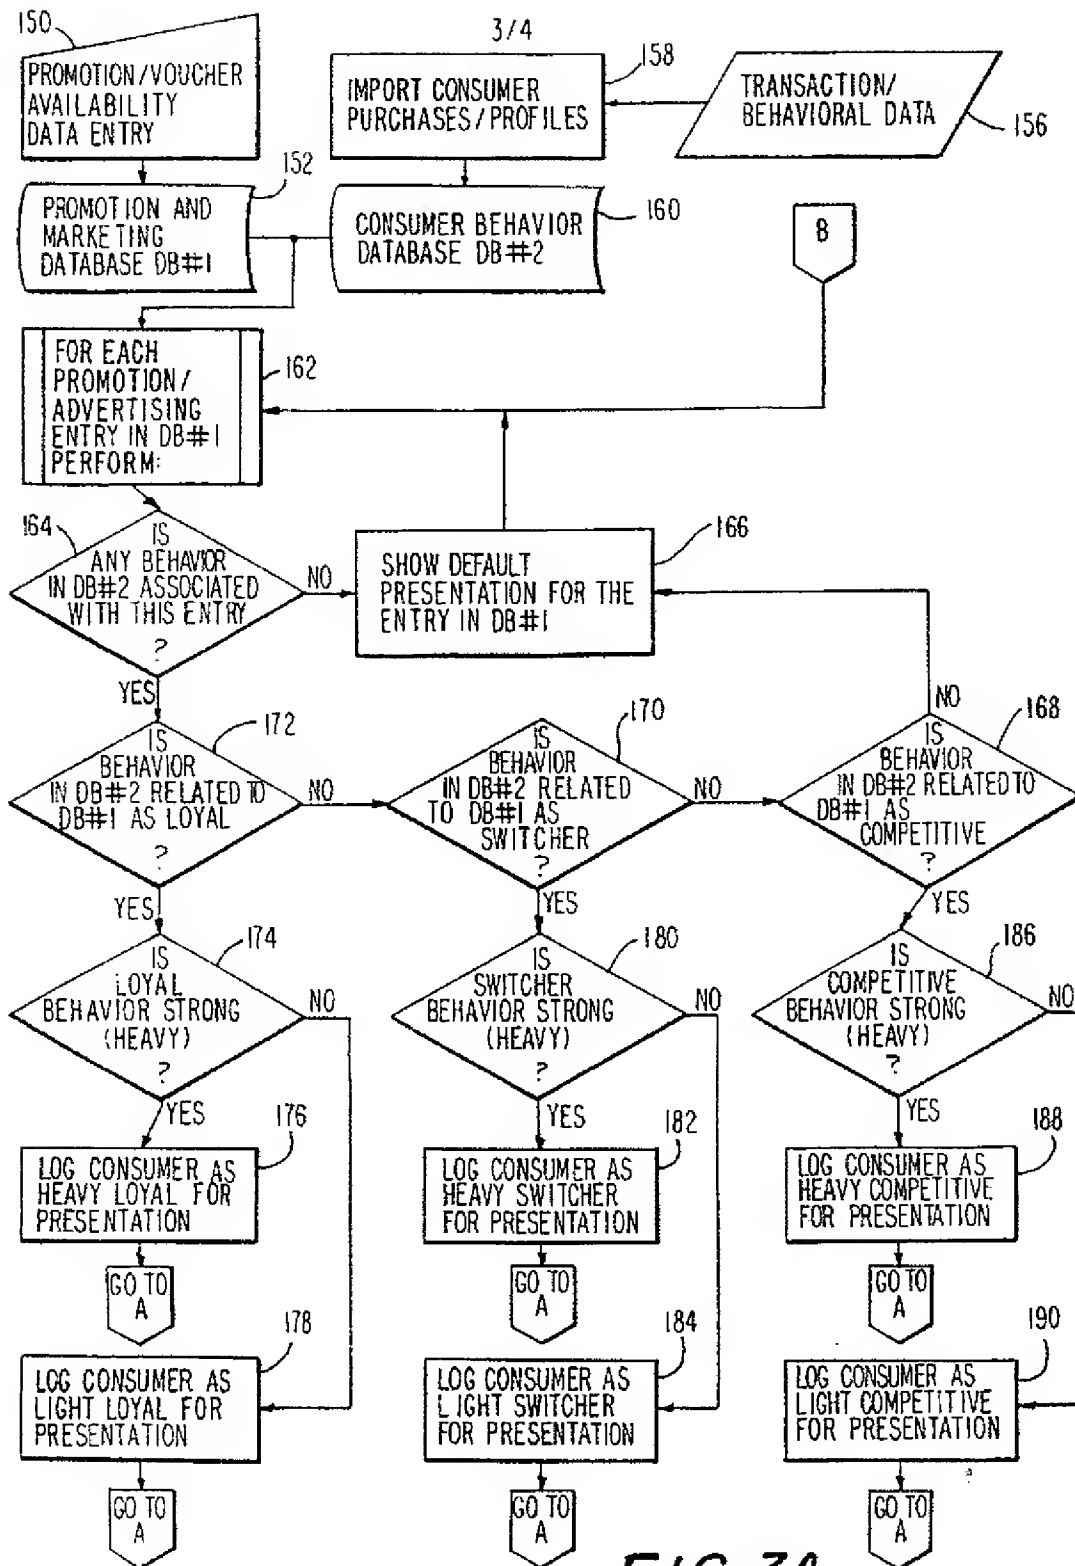 150
3/4
158
PROMOTION/VOUCHER
AVAILABILITY
DATA ENTRY
IMPORT CONSUMER
PURCHASES/PROFILES
TRANSACTION/
BEHAVIORAL DATA
156
152
PROMOTION AND
MARKETING
DATABASE DB#1
CONSUMER BEHAVIOR
DATABASE DB#2
160
B
FOR EACH
PROMOTION/
ADVERTISING
ENTRY IN DB#1
PERFORM:
162
164
IS
ANY BEHAVIOR
IN DB#2 ASSOCIATED
WITH THIS ENTRY
?
NO
YES
SHOW DEFAULT
PRESENTATION FOR THE
ENTRY IN DB#1
166
NO
172
IS
BEHAVIOR
IN DB#2 RELATED TO
DB#1 AS LOYAL
?
NO
YES
170
IS
BEHAVIOR
IN DB#2 RELATED
TO DB#1 AS
SWITCHER
?
NO
YES
168
IS
BEHAVIOR
IN DB#2 RELATED TO
DB#1 AS
COMPETITIVE
?
YES
174
IS
LOYAL
BEHAVIOR STRONG
(HEAVY)
?
NO
YES
180
IS
SWITCHER
BEHAVIOR STRONG
(HEAVY)
?
NO
YES
186
IS
COMPETITIVE
BEHAVIOR STRONG
(HEAVY)
?
NO
YES
176
LOG CONSUMER AS
HEAVY LOYAL FOR
PRESENTATION
182
LOG CONSUMER AS
HEAVY SWITCHER
FOR PRESENTATION
188
LOG CONSUMER AS
HEAVY COMPETITIVE
FOR PRESENTATION
GO TO
A
GO TO
A
GO TO
A
178
LOG CONSUMER AS
LIGHT LOYAL FOR
PRESENTATION
184
LOG CONSUMER AS
LIGHT SWITCHER
FOR PRESENTATION
190
LOG CONSUMER AS
LIGHT COMPETITIVE
FOR PRESENTATION
GO TO
A
GO TO
A
GO TO
A
FIG. 3A